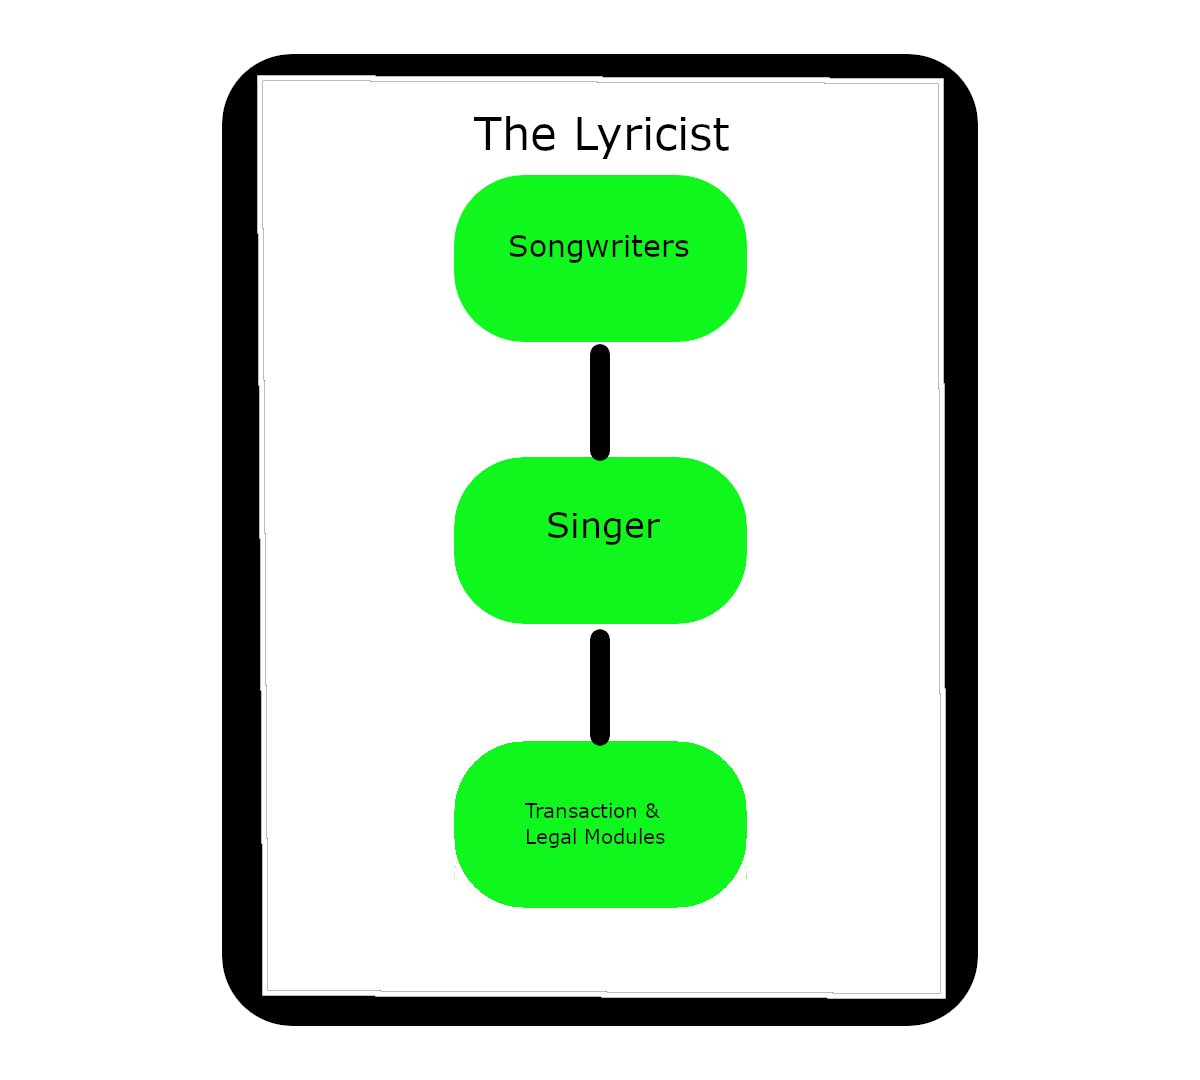 The Lyricist
Songwriters
Singer
Transaction &
Legal Modules